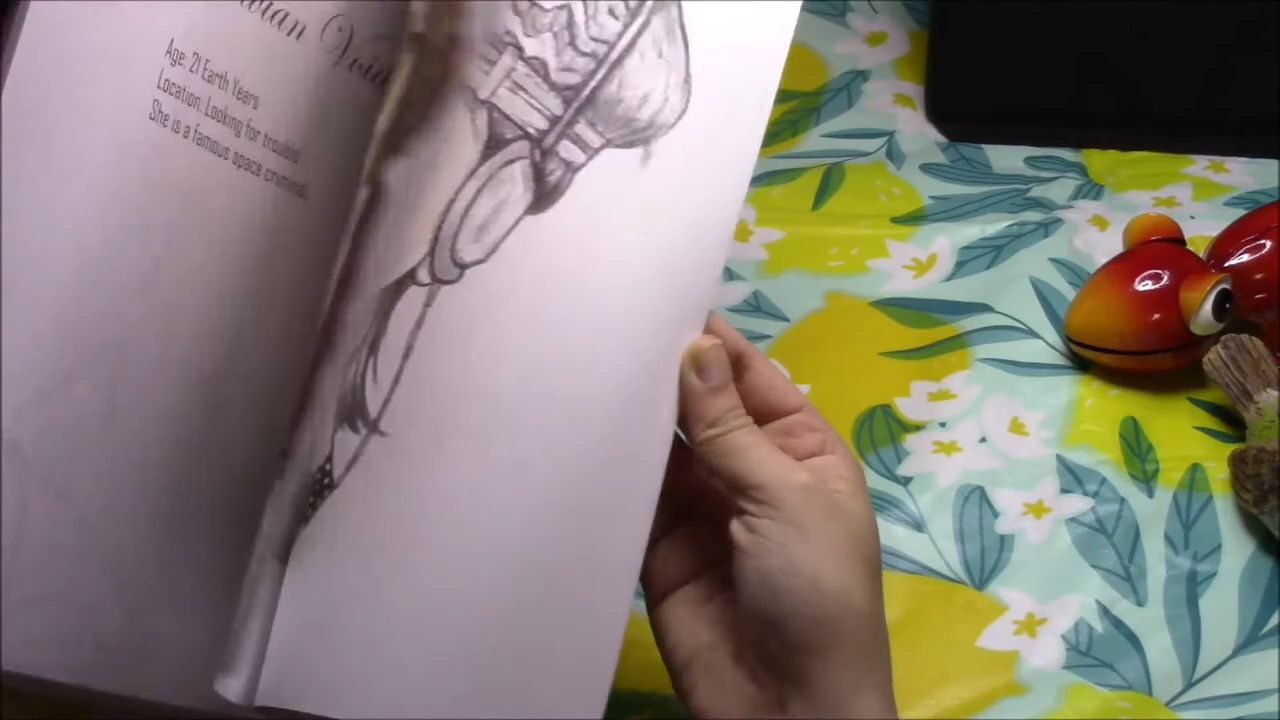 Age: 21 Earth Years
Location: Looking for trouble
She is a famous space criminal.